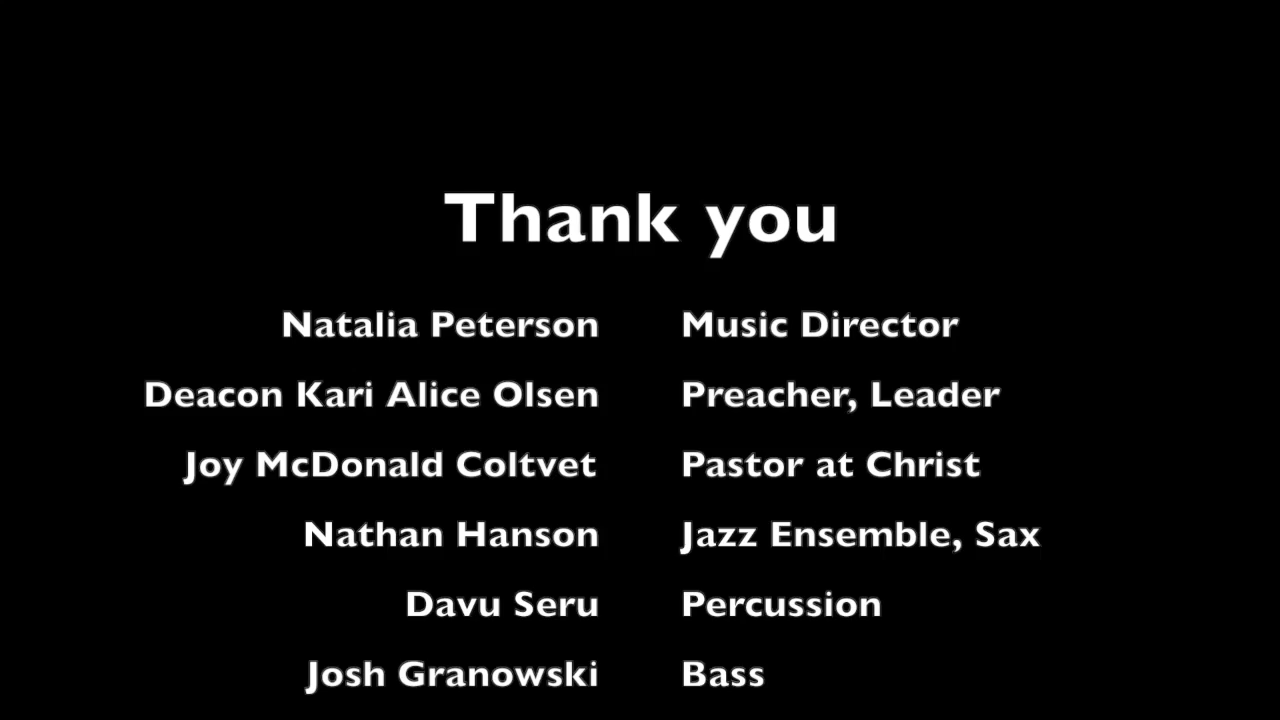 Thank you
Natalia Peterson Music Director
Deacon Kari Alice Olsen Preacher, Leader
Joy McDonald Coltvet Pastor at Christ
Nathan Hanson Jazz Ensemble, Sax
Davu Seru Percussion
Josh Granowski Bass